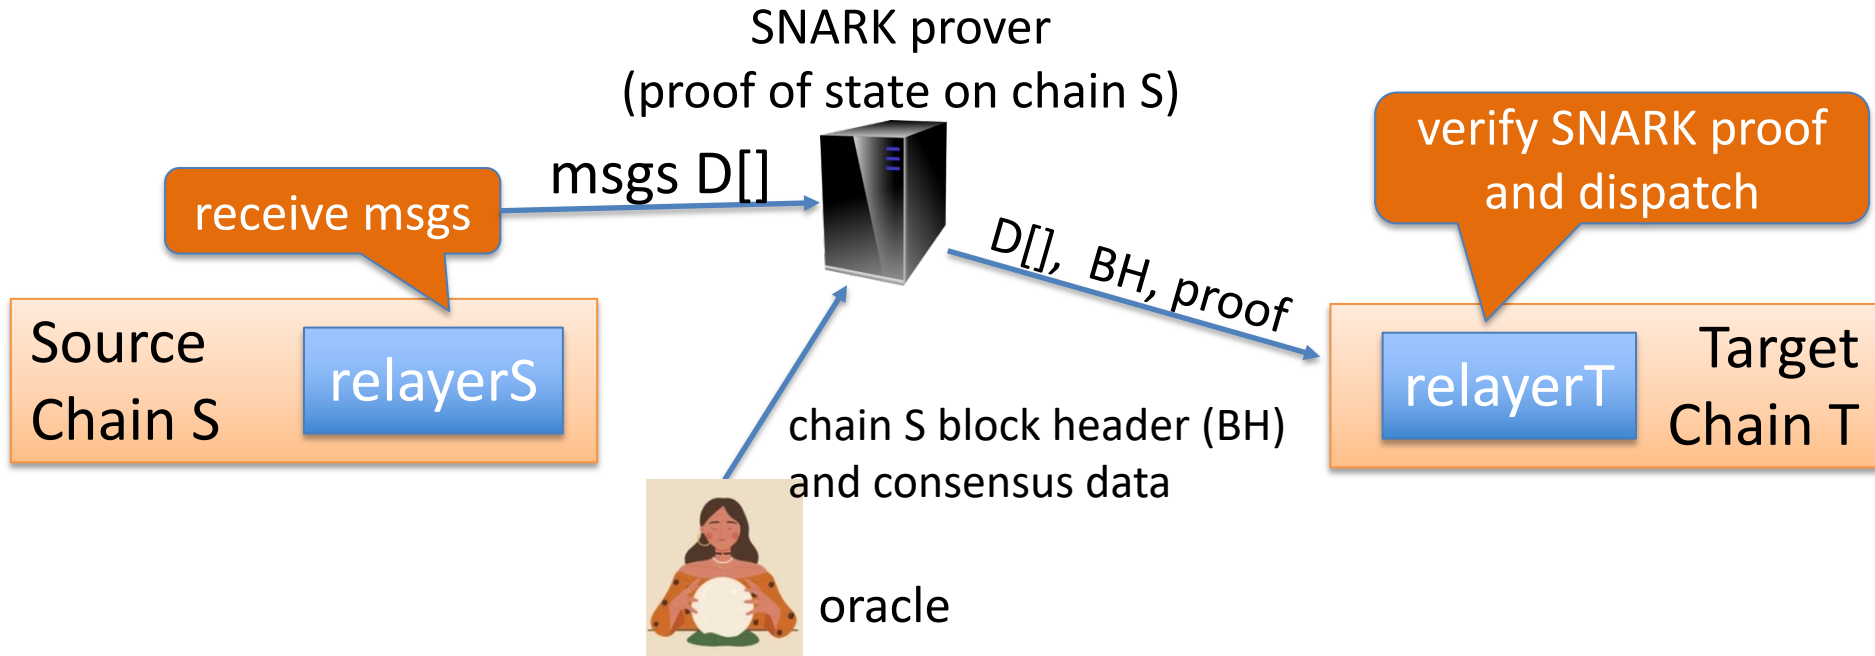 SNARK prover
(proof of state on chain S)
msgs D[]
receive msgs
verify SNARK proof
and dispatch
D[], BH, proof
Source
Chain S
relayerS
relayerT
Target
Chain T
chain S block header (BH)
and consensus data
oracle